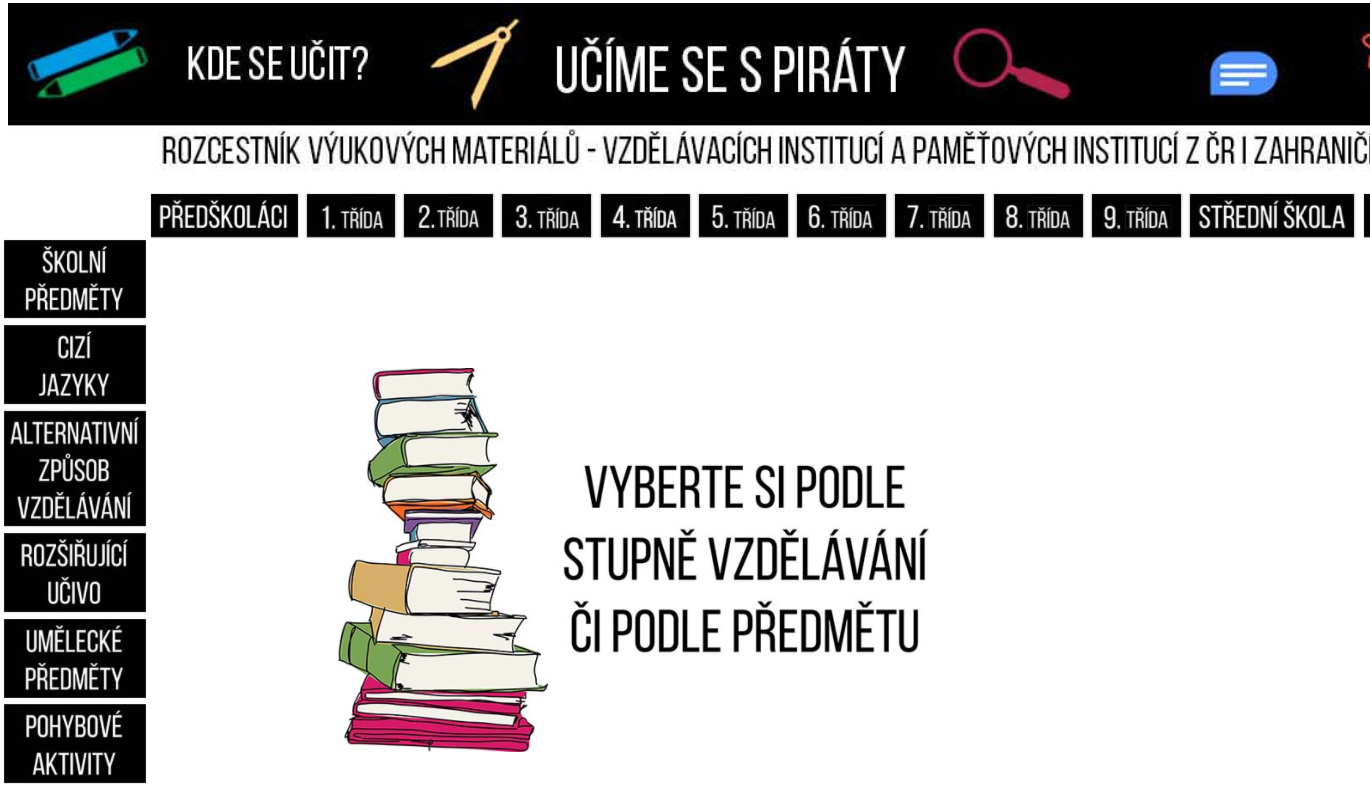 KDE SE UČIT?
UČÍME SE S PIRÁTY
ROZCESTNÍK VÝUKOVÝCH MATERIÁLŮ - VZDĚLÁVACÍCH INSTITUCÍ A PAMĚŤOVÝCH INSTITUCÍ Z ČR I ZAHRANIČÍ
PŘEDŠKOLÁCI 1. TŘÍDA 2. TŘÍDA 3. TŘÍDA 4. TŘÍDA 5. TŘÍDA 6. TŘÍDA 7. TŘÍDA 8. TŘÍDA 9. TŘÍDA STŘEDNÍ ŠKOLA
ŠKOLNÍ
PŘEDMĚTY
CIZÍ
JAZYKY
ALTERNATIVNÍ
ZPŮSOB
VZDĚLÁVÁNÍ
ROZŠIŘUJÍCÍ
UČIVO
UMĚLECKÉ
PŘEDMĚTY
POHYBOVÉ
AKTIVITY
VYBERTE SI PODLE
STUPNĚ VZDĚLÁVÁNÍ
ČI PODLE PŘEDMĚTU